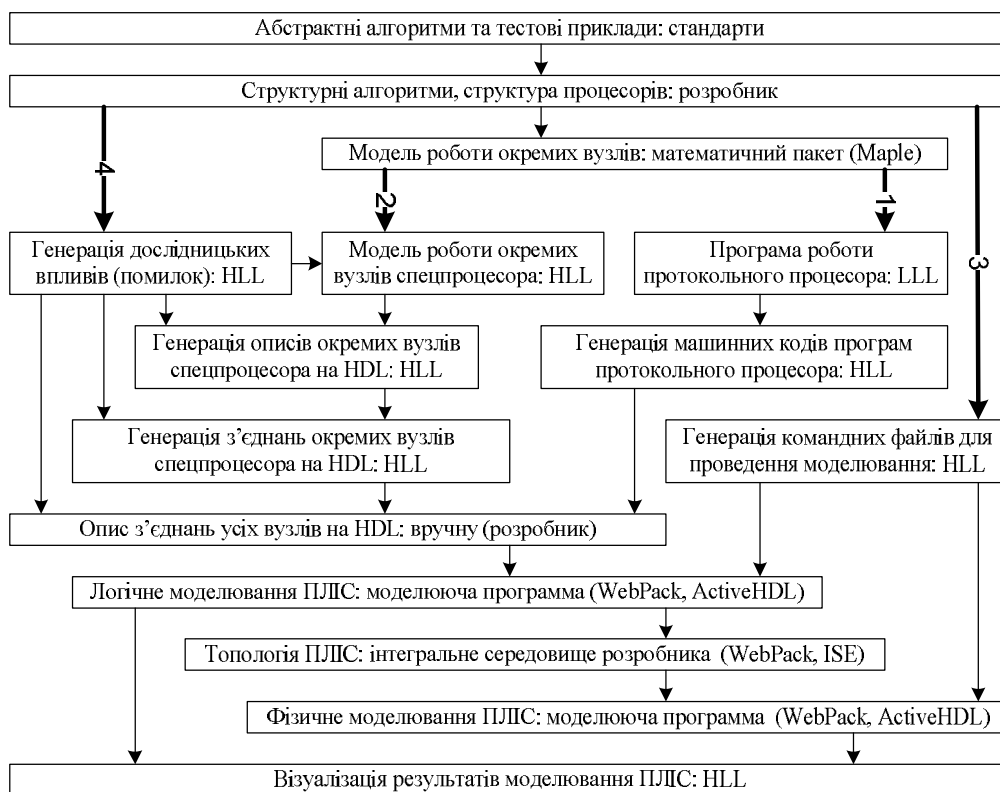 Абстрактні алгоритми та тестові приклади: стандарти
Структурні алгоритми, структура процесорів: розробник
Модель роботи окремих вузлів: математичний пакет (Maple)
4
2
1
3
Генерація дослідницьких
впливів (помилок): HLL
Модель роботи окремих
вузлів спецпроцесора: HLL
Програма роботи
протокольного процесора: LLL
Генерація описів окремих вузлів
спецпроцесора на HDL: HLL
Генерація машинних кодів програм
протокольного процесора: HLL
Генерація з’єднань окремих вузлів
спецпроцесора на HDL: HLL
Генерація командних файлів для
проведення моделювання: HLL
Опис з’єднань усіх вузлів на HDL: вручну (розробник)
Логічне моделювання ПЛІС: моделююча программа (WebPack, ActiveHDL)
Топологія ПЛІС: інтегральне середовище розробника (WebPack, ISE)
Фізичне моделювання ПЛІС: моделююча программа (WebPack, ActiveHDL)
Візуалізація результатів моделювання ПЛІС: HLL